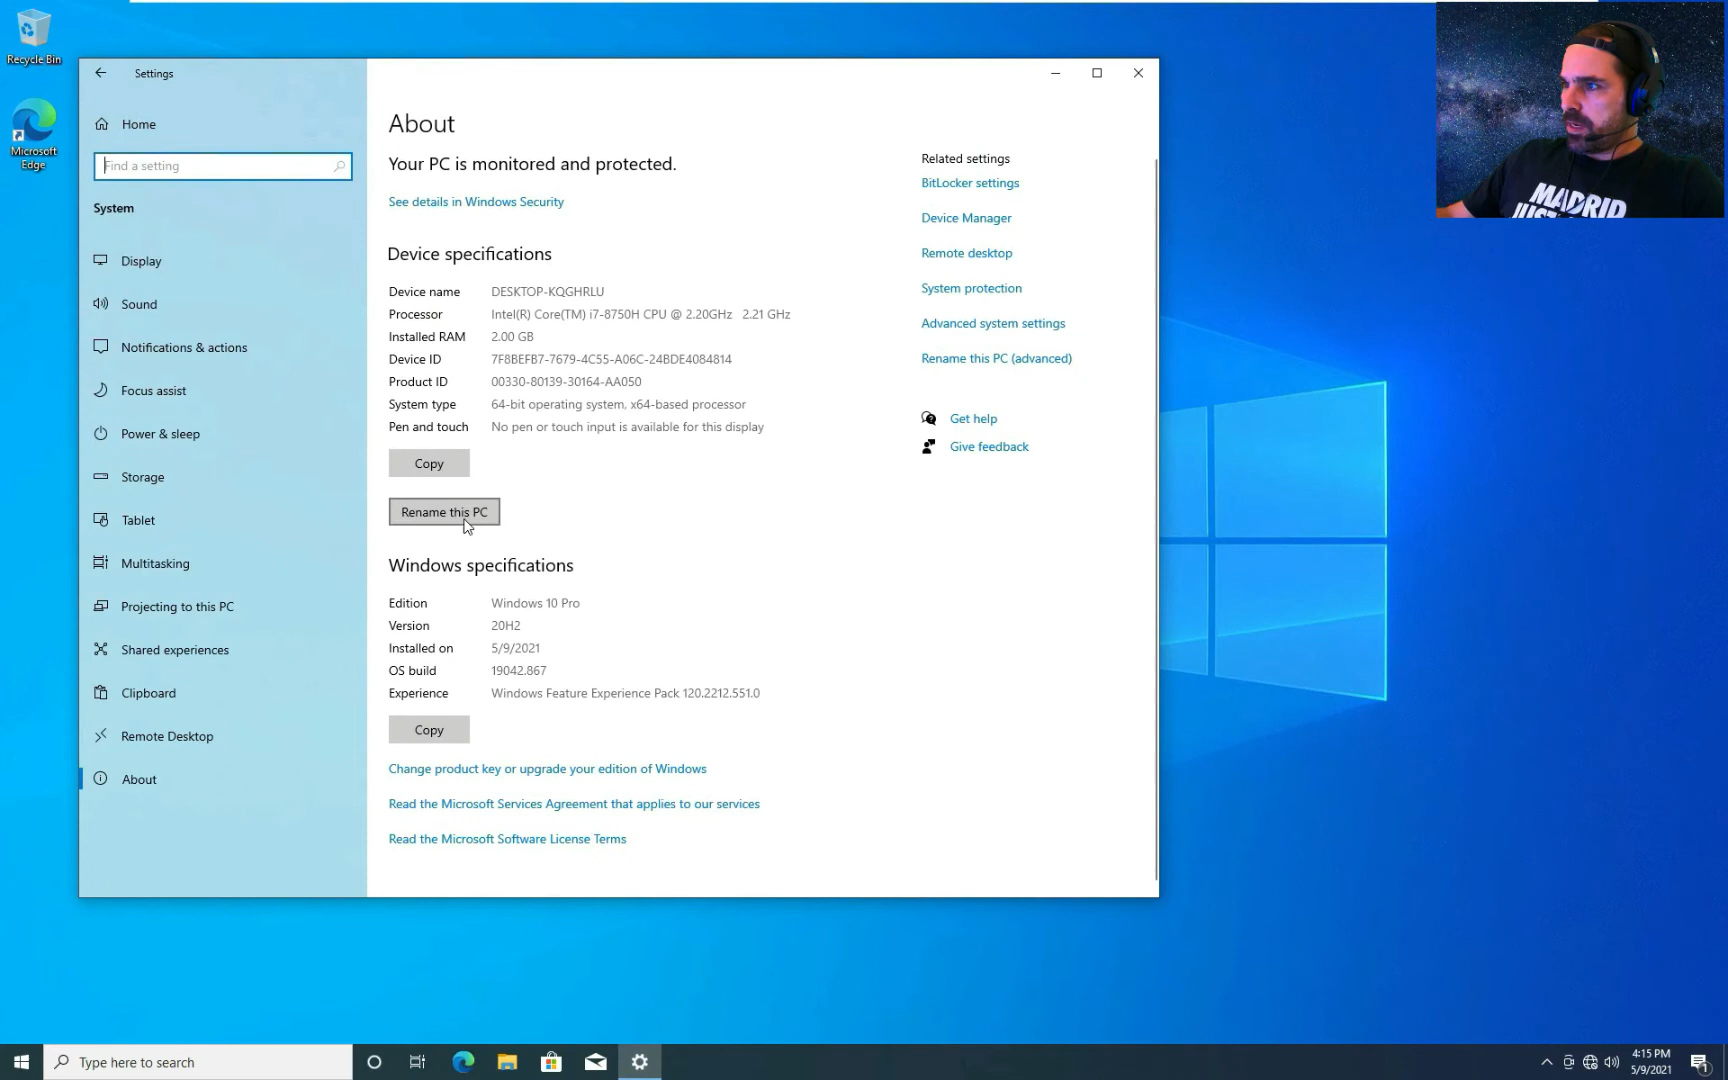 Recycle Bin
Microsoft
Edge
Settings
Home
Find a setting
System
Display
Sound
Notifications & actions
Focus assist
Power & sleep
Storage
Tablet
Multitasking
Projecting to this PC
Shared experiences
Clipboard
Remote Desktop
About
About
Your PC is monitored and protected.
See details in Windows Security
Device specifications
Device name DESKTOP-KQGHRLU
Processor Intel(R) Core(TM) i7-8750H CPU @ 2.20GHz 2.21 GHz
Installed RAM 2.00 GB
Device ID 7F8BEFB7-7679-4C55-A06C-24BDE4084814
Product ID 00330-80139-30164-AA050
System type 64-bit operating system, x64-based processor
Pen and touch No pen or touch input is available for this display
Copy
Rename this PC
Windows specifications
Edition Windows 10 Pro
Version 20H2
Installed on 5/9/2021
OS build 19042.867
Experience Windows Feature Experience Pack 120.2212.551.0
Copy
Change product key or upgrade your edition of Windows
Read the Microsoft Services Agreement that applies to our services
Read the Microsoft Software License Terms
Related settings
BitLocker settings
Device Manager
Remote desktop
System protection
Advanced system settings
Rename this PC (advanced)
Get help
Give feedback
MADRID
Type here to search
4:15 PM
5/9/2021
1